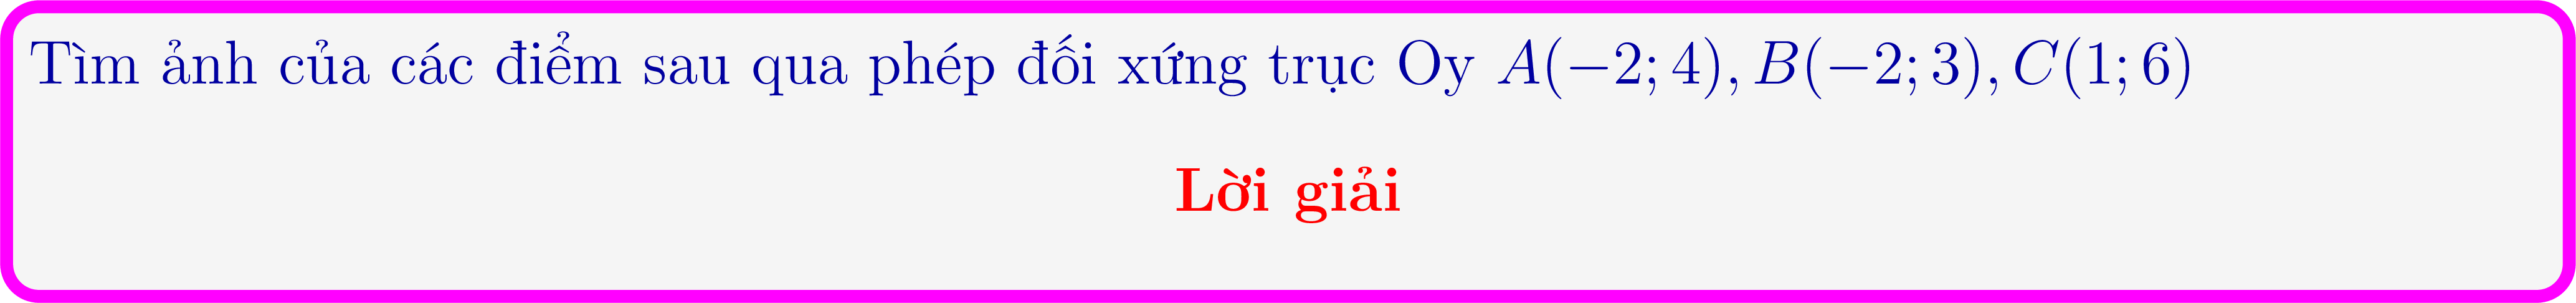 Tìm ảnh của các điểm sau qua phép đối xứng trục Oy $A(-2;4), B(-2;3), C(1;6)$
Lời giải